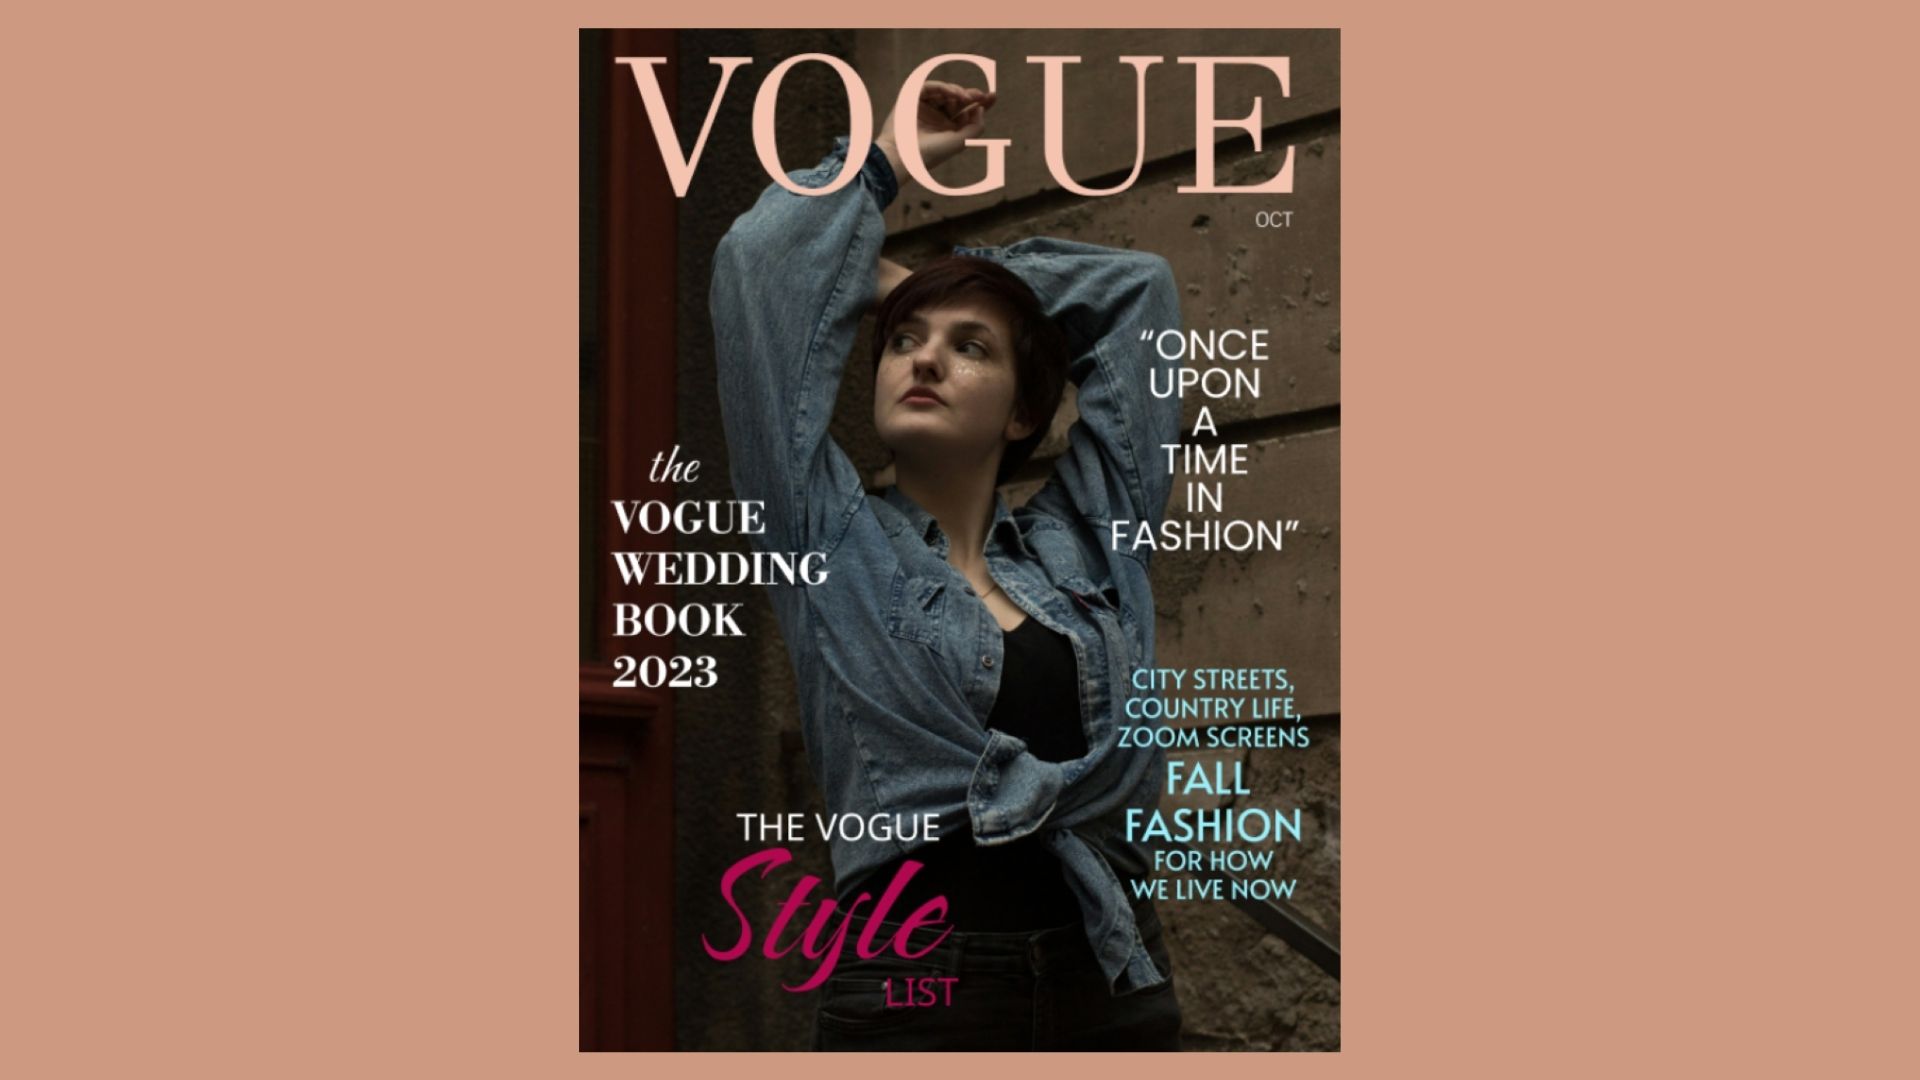 VOGUE
OCT
“ONCE
UPON
A
TIME
IN
FASHION”
the
VOGUE
WEDDING
BOOK
2023
CITY STREETS,
COUNTRY LIFE,
ZOOM SCREENS
FALL
FASHION
FOR HOW
WE LIVE NOW
THE VOGUE
Style
LIST